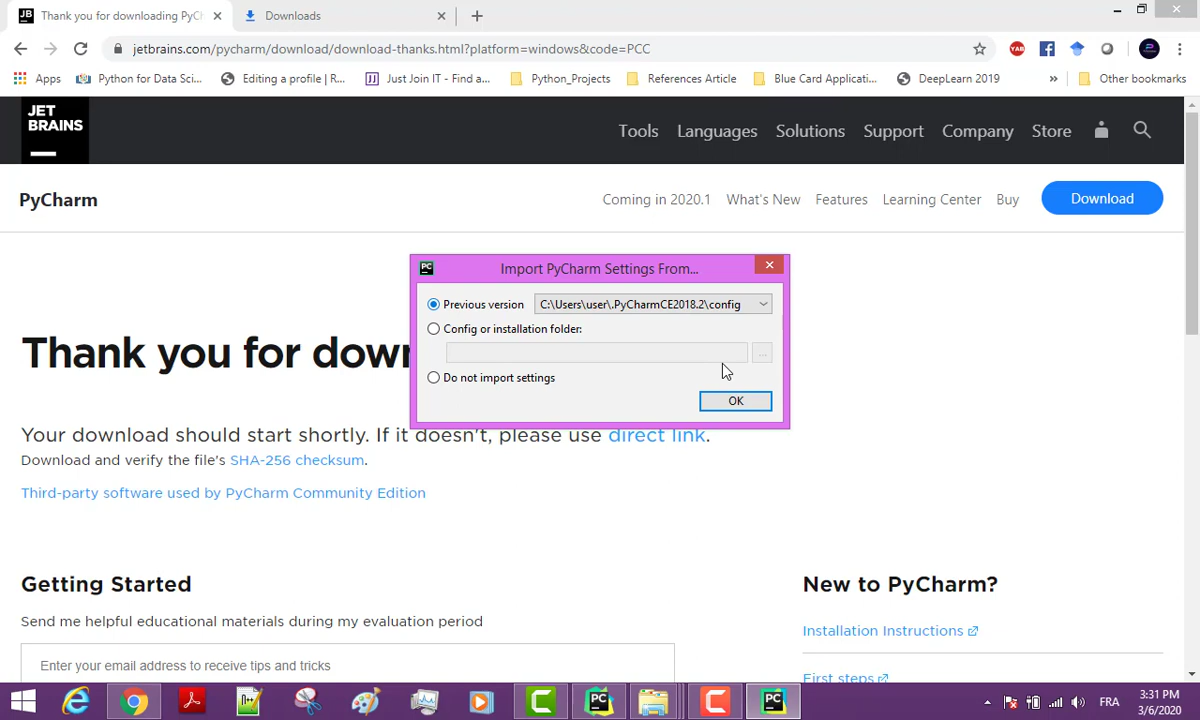 Thank you for downloading PyC
Downloads
jetbrains.com/pycharm/download/download-thanks.html?platform=windows&code=PCC
YAB
Apps
Python for Data Sci...
Editing a profile | R...
Just Join IT - Find a...
Python_Projects
References Article
Blue Card Applicati...
DeepLearn 2019
»
Other bookmarks
JET
BRAINS
Tools
Languages
Solutions
Support
Company
Store
PyCharm
Coming in 2020.1
What's New
Features
Learning Center
Buy
Download
PC
Import PyCharm Settings From...
Previous version
C:\Users\user\.PyCharmCE2018.2\config
Config or installation folder:
...
Do not import settings
OK
Thank you for down
Your download should start shortly. If it doesn't, please use direct link.
Download and verify the file's SHA-256 checksum.
Third-party software used by PyCharm Community Edition
Getting Started
Send me helpful educational materials during my evaluation period
Enter your email address to receive tips and tricks
New to PyCharm?
Installation Instructions
First steps
FRA
3:31 PM
3/6/2020